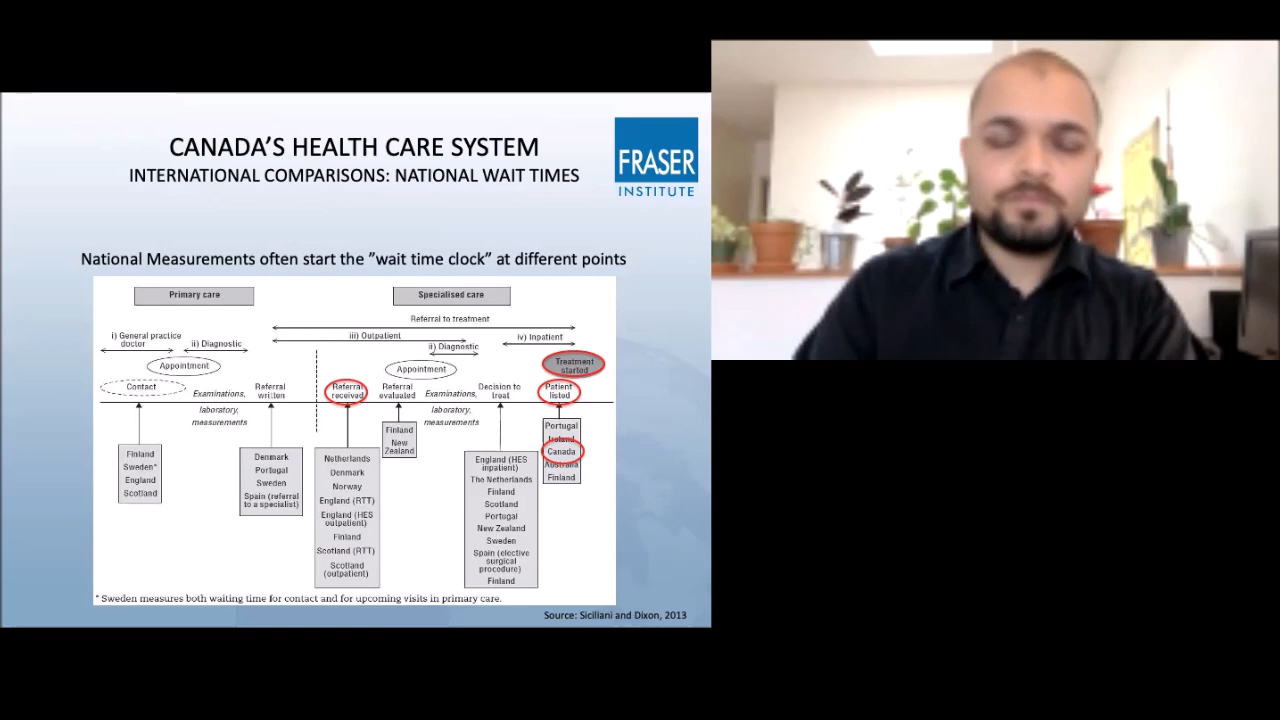 CANADA'S HEALTH CARE SYSTEM
INTERNATIONAL COMPARISONS: NATIONAL WAIT TIMES
FRASER
INSTITUTE
National Measurements often start the ”wait time clock” at different points
Primary care
Specialised care
Referral to treatment
i) General practice
doctor
ii) Diagnostic
iii) Outpatient
ii) Diagnostic
iv) Inpatient
Appointment
Appointment
Treatment
started
Contact
Examinations,
laboratory,
measurements
Referral
written
Referral
received
Referral
evaluated
Examinations,
laboratory,
measurements
Decision to
treat
Patient
listed
Finland
Sweden*
England
Scotland
Denmark
Portugal
Sweden
Spain (referral
to a specialist)
Netherlands
Denmark
Norway
England (RTT)
England (HES
outpatient)
Finland
Scotland (RTT)
Scotland
(outpatient)
Finland
New
Zealand
England (HES
inpatient)
The Netherlands
Finland
Scotland
Portugal
New Zealand
Sweden
Spain (elective
surgical
procedure)
Finland
Portugal
Ireland
Canada
Australia
Finland
* Sweden measures both waiting time for contact and for upcoming visits in primary care.
Source: Siciliani and Dixon, 2013